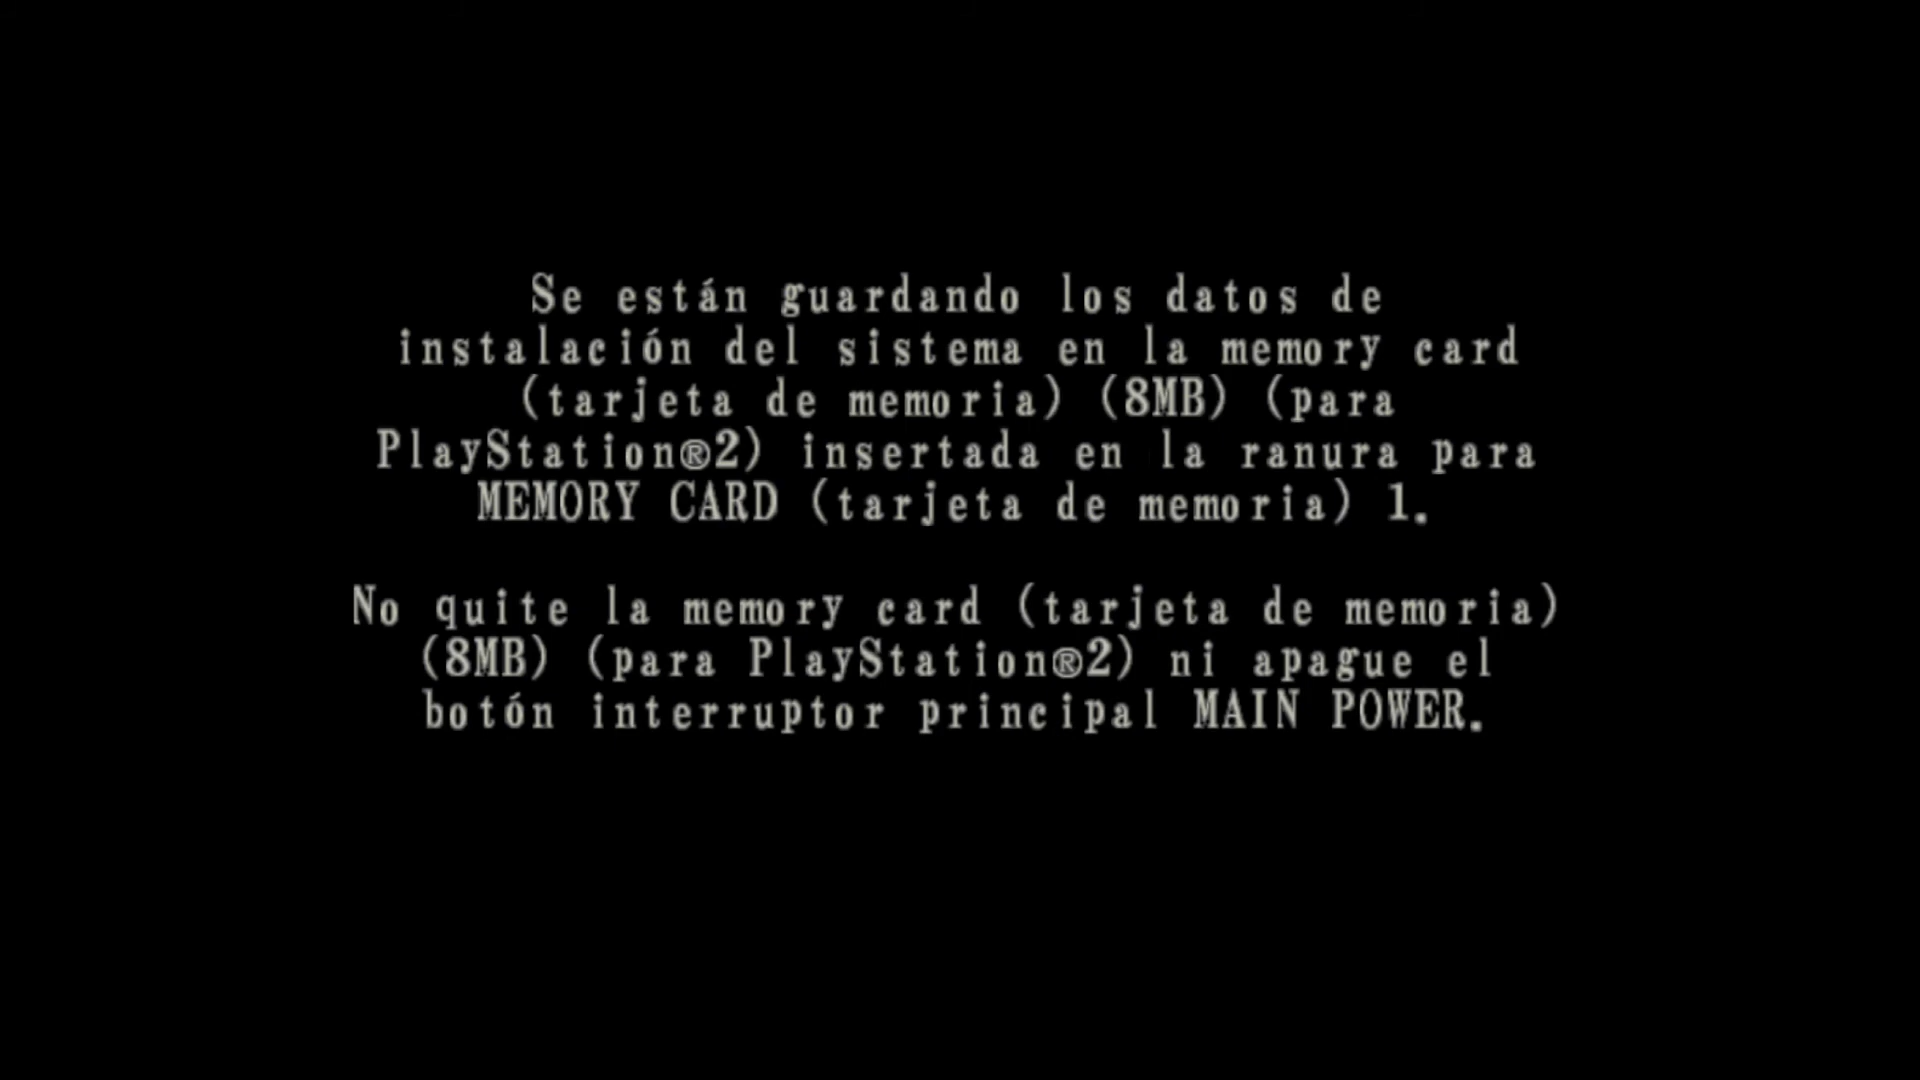 Se están guardando los datos de
instalación del sistema en la memory card
(tarjeta de memoria) (8MB) (para
PlayStation®2) insertada en la ranura para
MEMORY CARD (tarjeta de memoria) 1.
No quite la memory card (tarjeta de memoria)
(8MB) (para PlayStation®2) ni apague el
botón interruptor principal MAIN POWER.